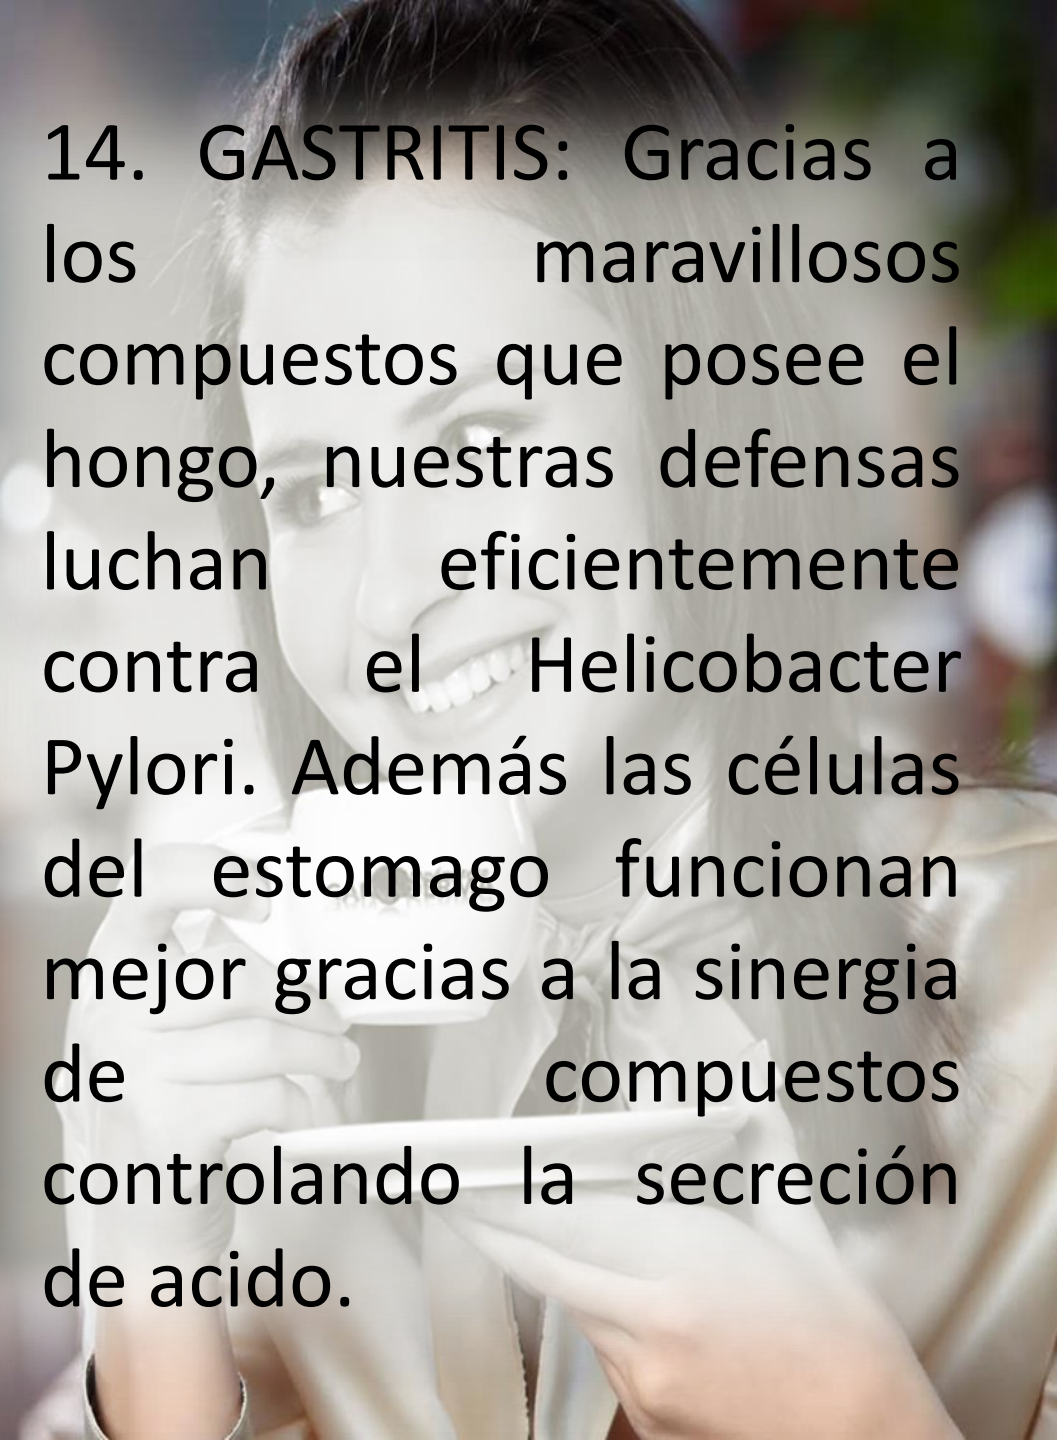 14. GASTRITIS: Gracias a
los maravillosos
compuestos que posee el
hongo, nuestras defensas
luchan eficientemente
contra el Helicobacter
Pylori. Además las células
del estomago funcionan
mejor gracias a la sinergia
de compuestos
controlando la secreción
de acido.